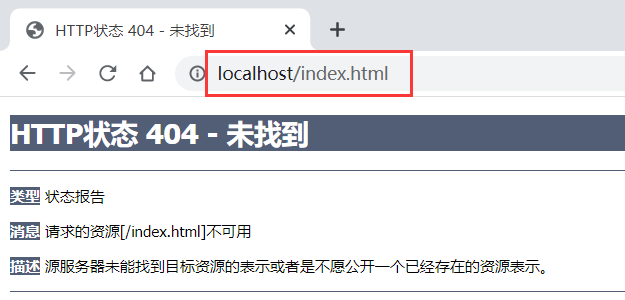 HTTP状态 404 - 未找到
localhost/index.html
HTTP状态 404 - 未找到
类型 状态报告
消息 请求的资源[/index.html]不可用
描述 源服务器未能找到目标资源的表示或者是不愿公开一个已经存在的资源表示。